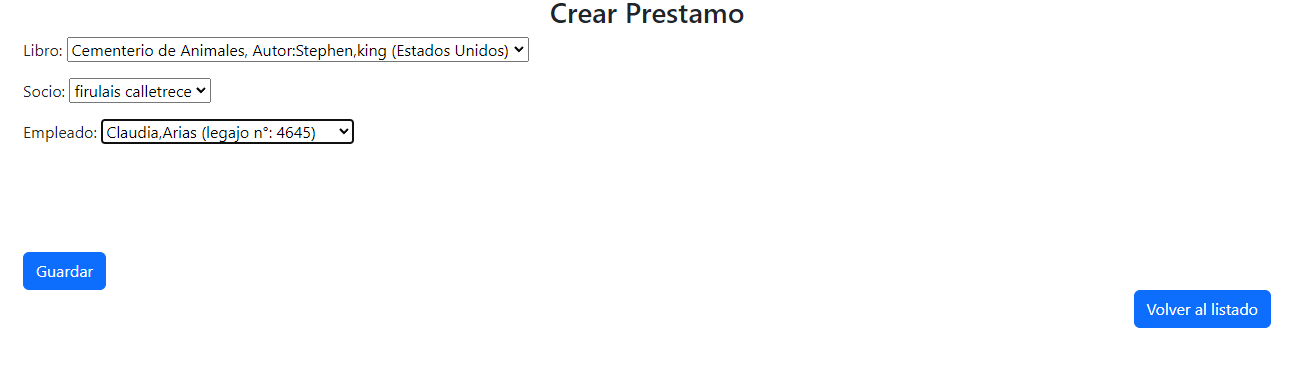 Crear Prestamo
Libro: Cementerio de Animales, Autor:Stephen,king (Estados Unidos)
Socio: firulais calletrece
Empleado: Claudia,Arias (legajo n°: 4645)
Guardar
Volver al listado